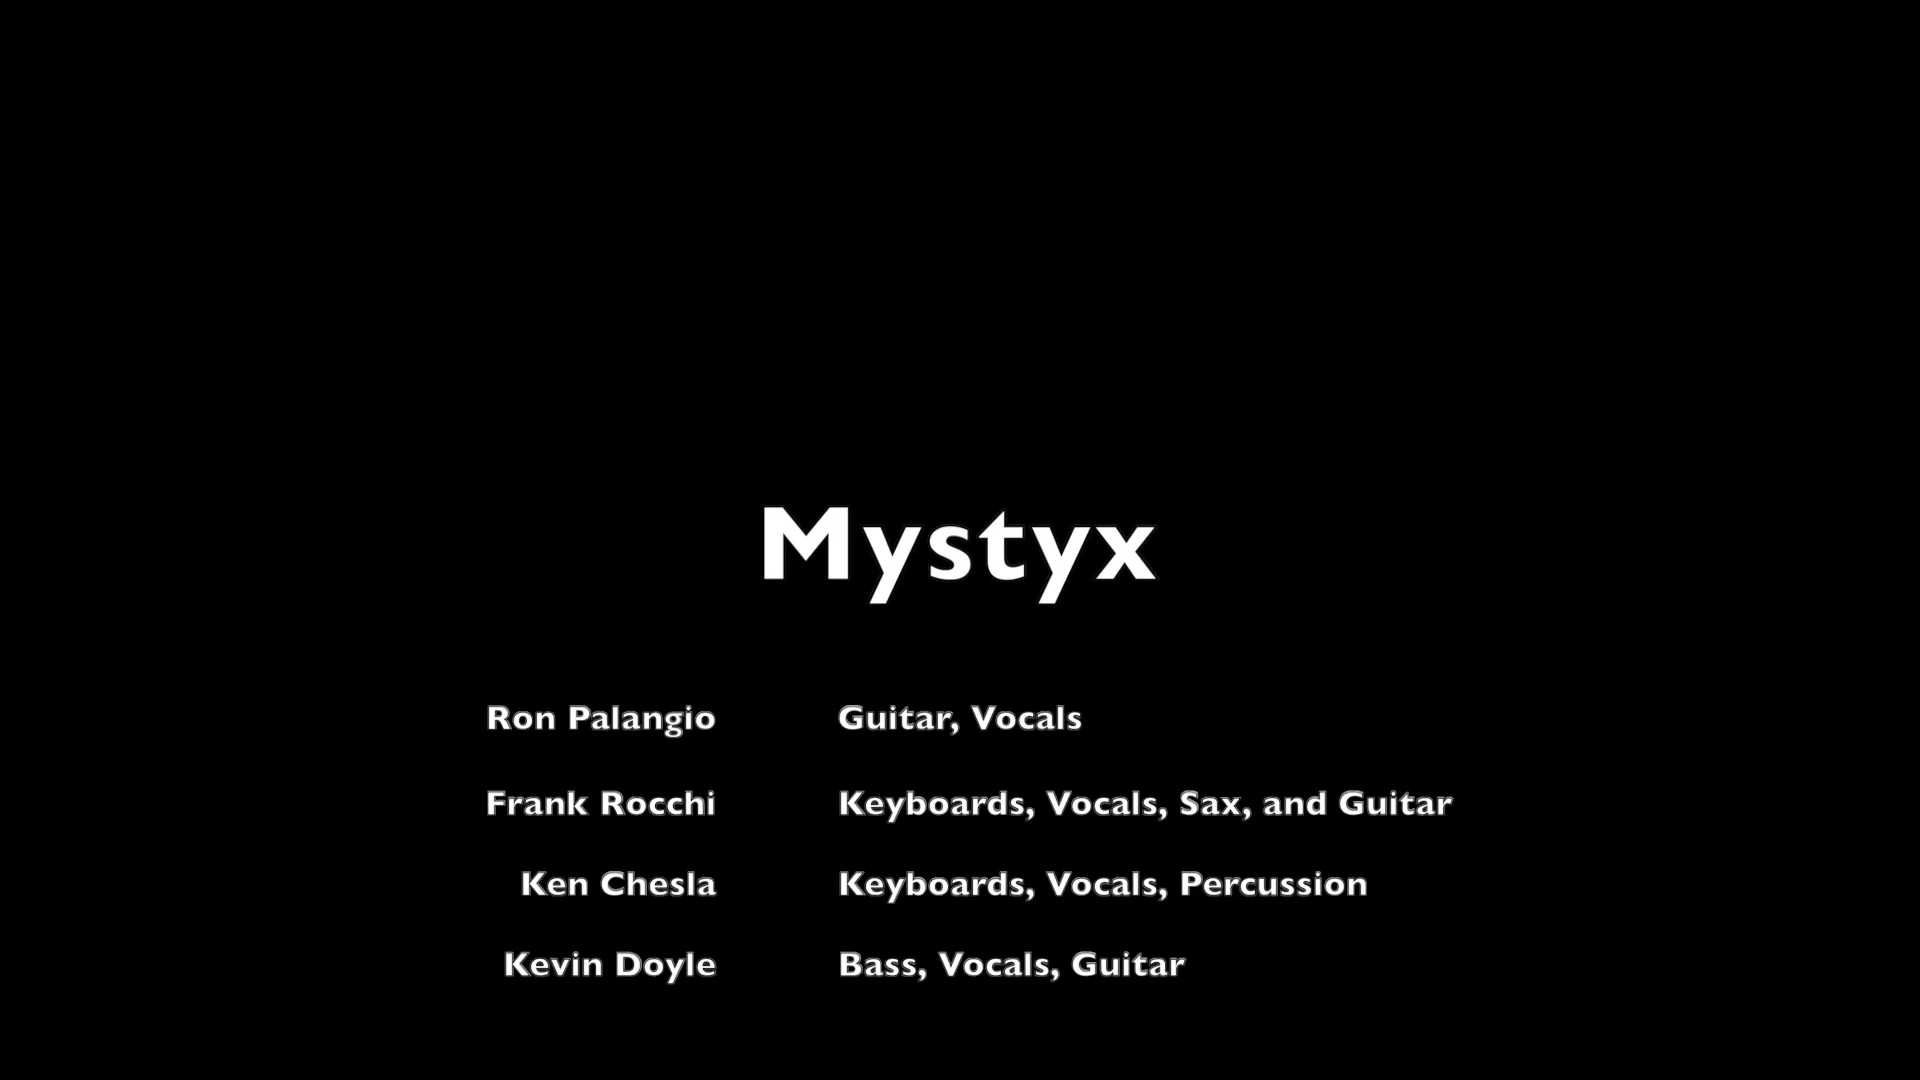 Mystyx
Ron Palangio Guitar, Vocals
Frank Rocchi Keyboards, Vocals, Sax, and Guitar
Ken Chesla Keyboards, Vocals, Percussion
Kevin Doyle Bass, Vocals, Guitar